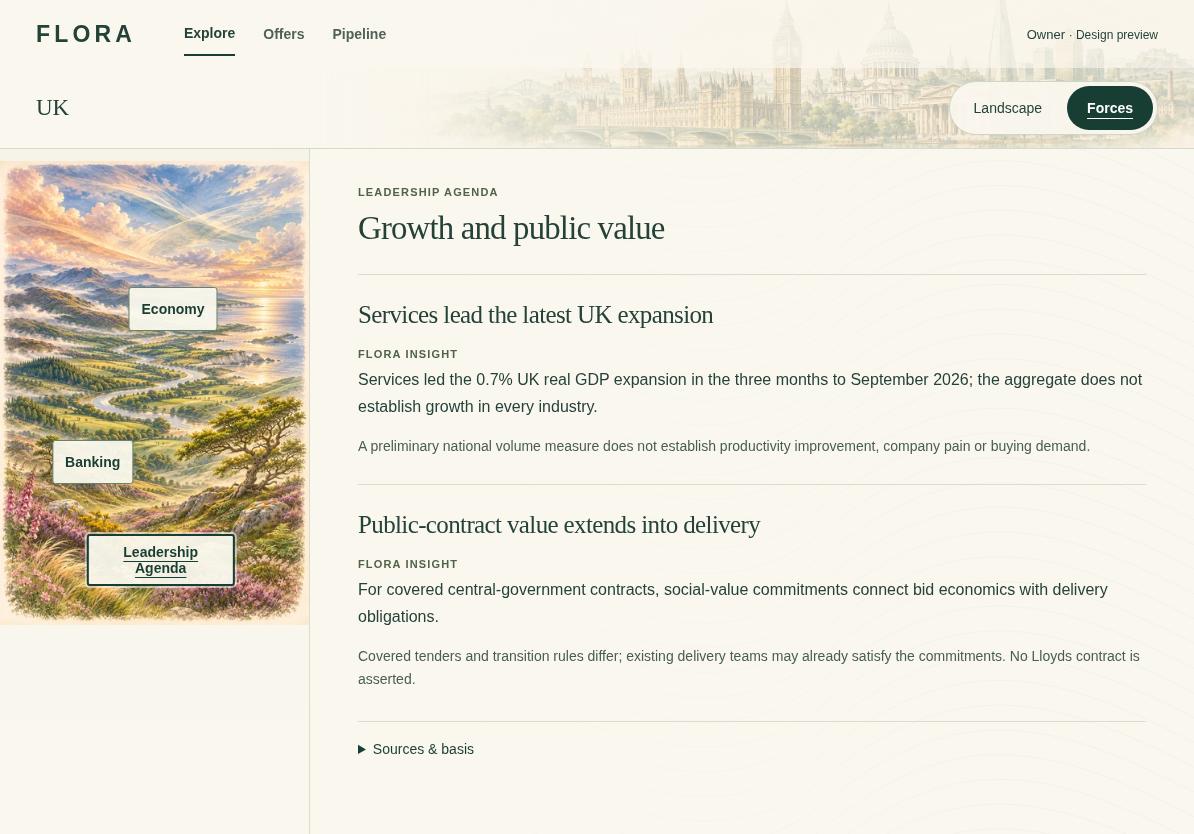 FLORA
Explore
Offers
Pipeline
Owner · Design preview
UK
Landscape
Forces
Economy
Banking
Leadership
Agenda
LEADERSHIP AGENDA
Growth and public value
Services lead the latest UK expansion
FLORA INSIGHT
Services led the 0.7% UK real GDP expansion in the three months to September 2026; the aggregate does not
establish growth in every industry.
A preliminary national volume measure does not establish productivity improvement, company pain or buying demand.
Public-contract value extends into delivery
FLORA INSIGHT
For covered central-government contracts, social-value commitments connect bid economics with delivery
obligations.
Covered tenders and transition rules differ; existing delivery teams may already satisfy the commitments. No Lloyds contract is
asserted.
Sources & basis